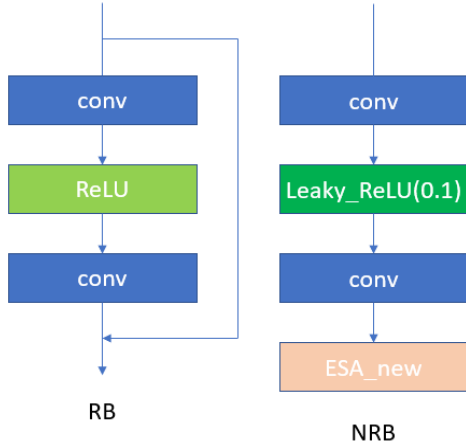 conv
ReLU
conv
RB
conv
Leaky_ReLU(0.1)
conv
ESA_new
NRB